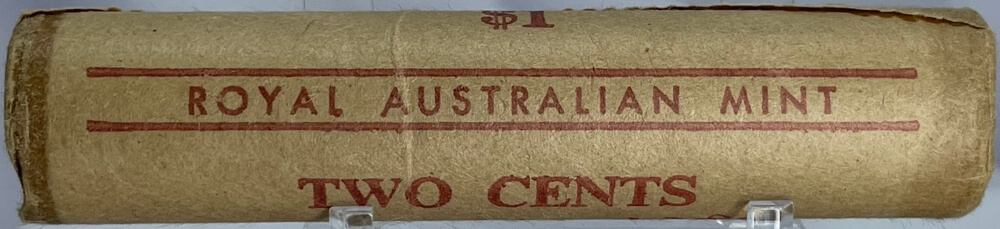 $1
ROYAL AUSTRALIAN MINT
TWO CENTS